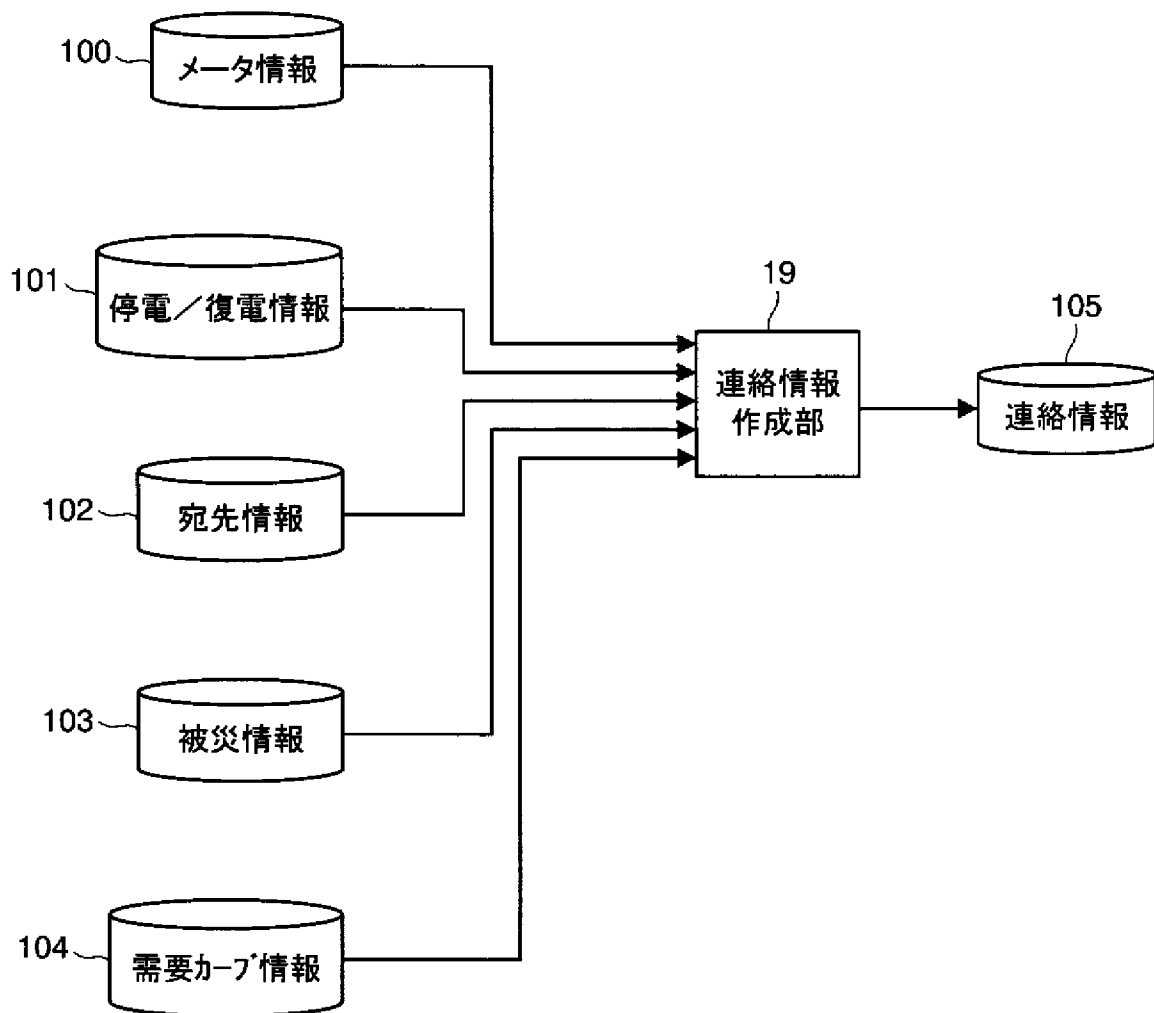 100
メータ情報
101
停電／復電情報
19
105
連絡情報
作成部
連絡情報
102
宛先情報
103
被災情報
104
需要ｶｰﾌﾞ情報